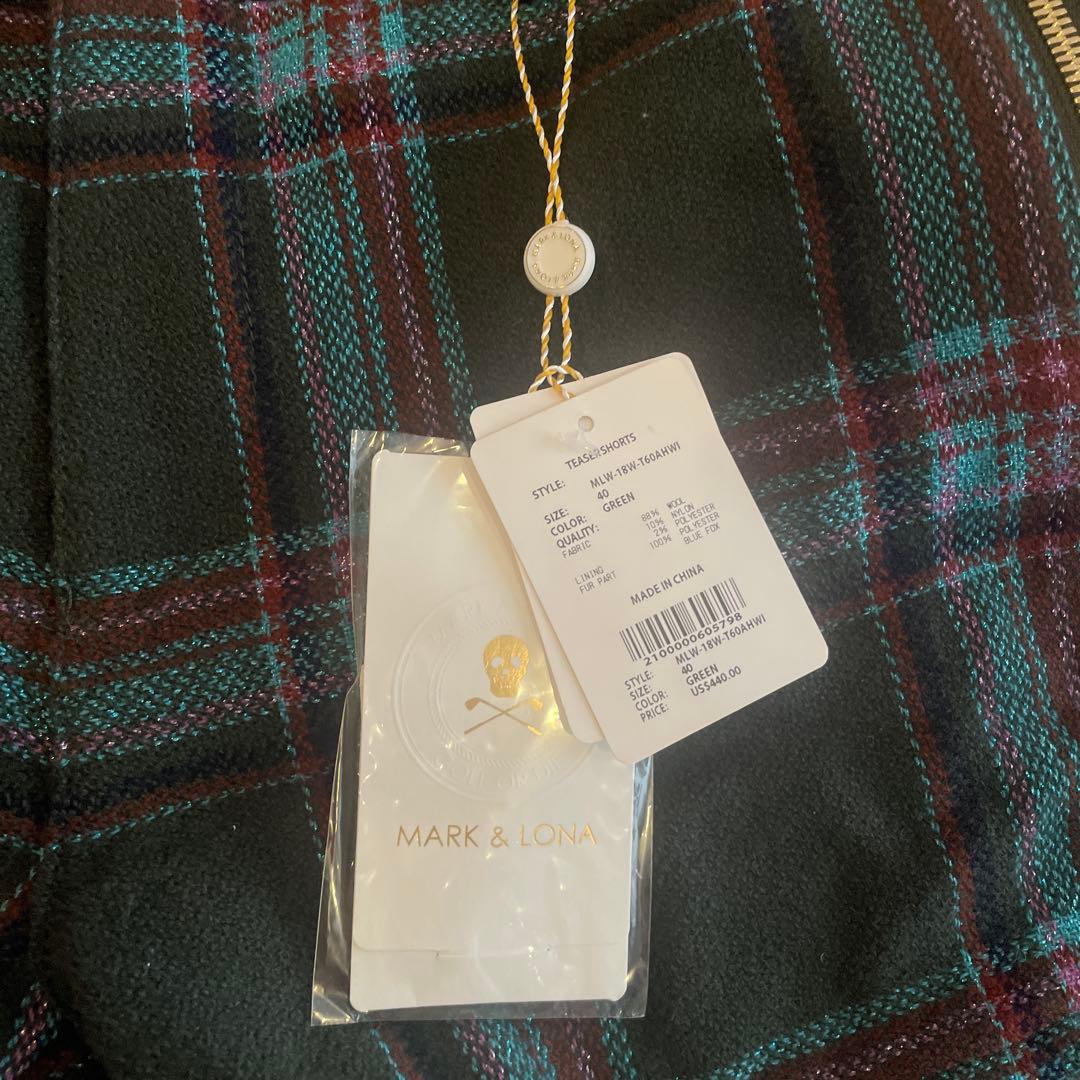 MARK & LONA
TEASER SHORTS
STYLE: MLW-18W-T60AHWI
SIZE: 40
COLOR: GREEN
QUALITY:
FABRIC 88% WOOL
10% NYLON
2% POLYESTER
LINING 100% POLYESTER
FUR PART BLUE FOX
MADE IN CHINA
2100000605798
STYLE: MLW-18W-T60AHWI
SIZE: 40
COLOR: GREEN
PRICE: US$440.00
MARK & LONA